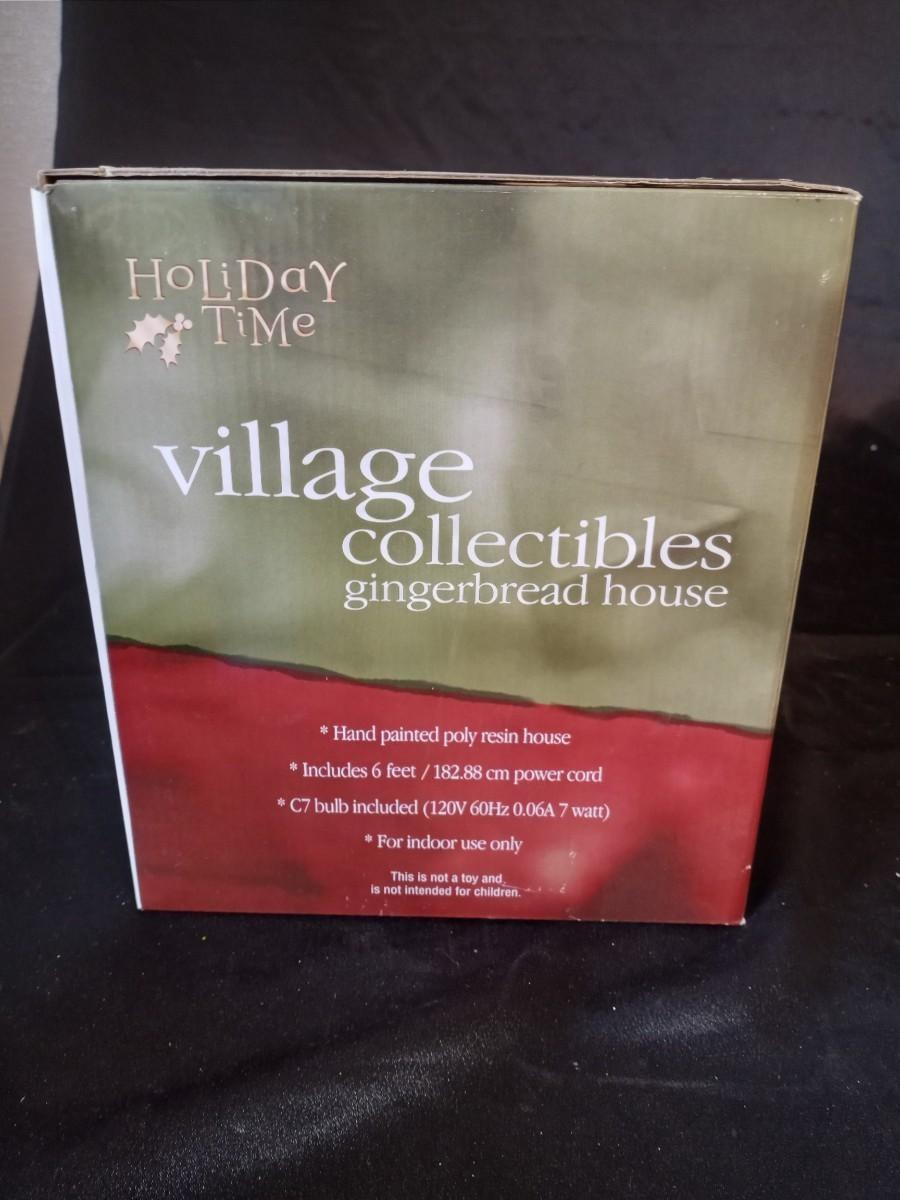 HoLiDaY
TiMe
village
collectibles
gingerbread house
* Hand painted poly resin house
* Includes 6 feet / 182.88 cm power cord
* C7 bulb included (120V 60Hz 0.06A 7 watt)
* For indoor use only
This is not a toy and
is not intended for children.